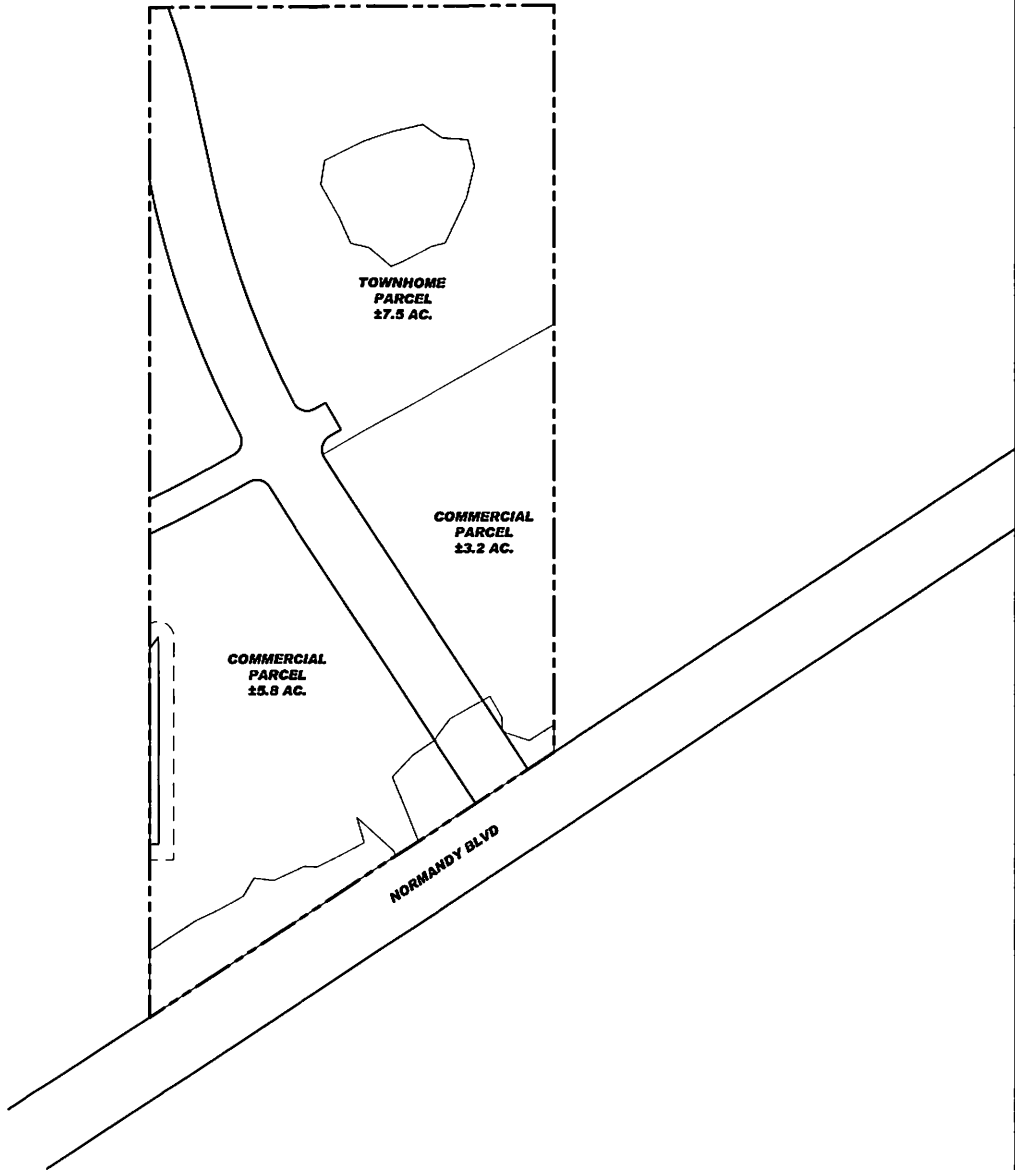 TOWNHOME
PARCEL
±7.5 AC.
COMMERCIAL
PARCEL
±3.2 AC.
COMMERCIAL
PARCEL
±5.8 AC.
NORMANDY BLVD